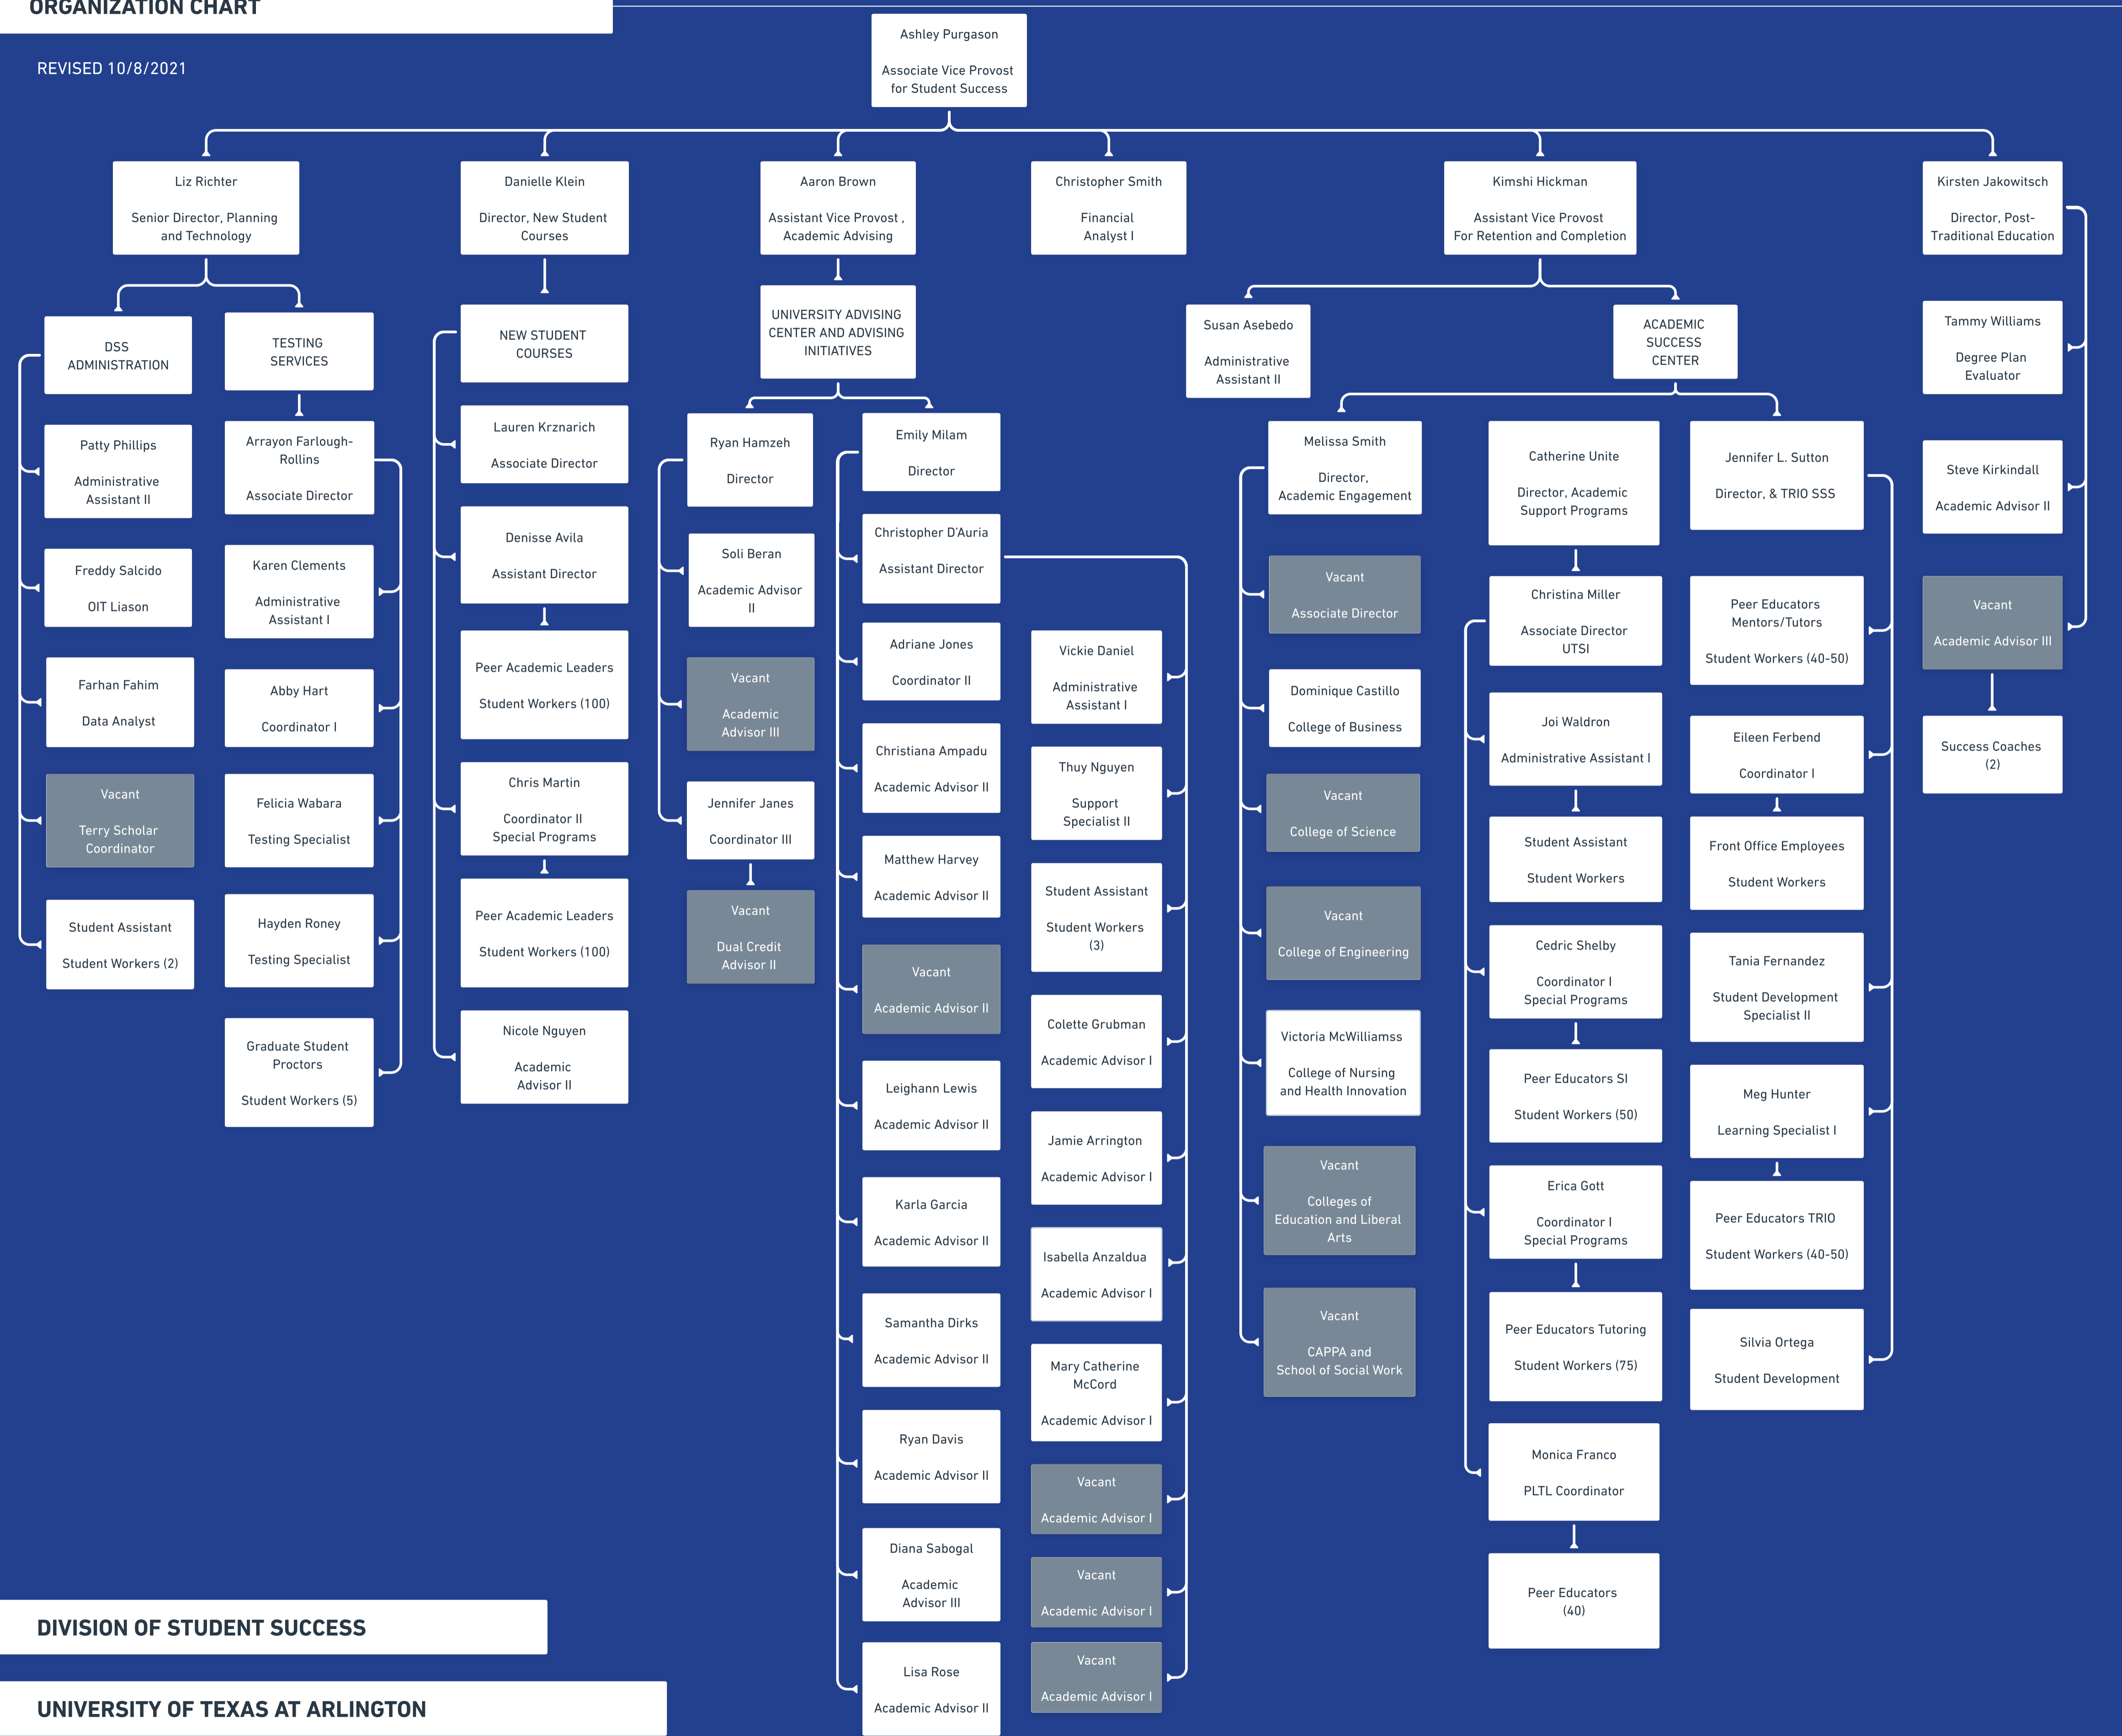 ORGANIZATION CHART
REVISED 10/8/2021
Ashley Purgason
Associate Vice Provost
for Student Success
Liz Richter
Senior Director, Planning
and Technology
Danielle Klein
Director, New Student
Courses
Aaron Brown
Assistant Vice Provost ,
Academic Advising
Christopher Smith
Financial
Analyst I
Kimshi Hickman
Assistant Vice Provost
For Retention and Completion
Kirsten Jakowitsch
Director, Post-
Traditional Education
DSS
ADMINISTRATION
Patty Phillips
Administrative
Assistant II
Freddy Salcido
OIT Liason
Farhan Fahim
Data Analyst
Vacant
Terry Scholar
Coordinator
Student Assistant
Student Workers (2)
TESTING
SERVICES
Arrayon Farlough-
Rollins
Associate Director
Karen Clements
Administrative
Assistant I
Abby Hart
Coordinator I
Felicia Wabara
Testing Specialist
Hayden Roney
Testing Specialist
Graduate Student
Proctors
Student Workers (5)
NEW STUDENT
COURSES
Lauren Krznarich
Associate Director
Denisse Avila
Assistant Director
Peer Academic Leaders
Student Workers (100)
Chris Martin
Coordinator II
Special Programs
Peer Academic Leaders
Student Workers (100)
Nicole Nguyen
Academic
Advisor II
UNIVERSITY ADVISING
CENTER AND ADVISING
INITIATIVES
Ryan Hamzeh
Director
Soli Beran
Academic Advisor
II
Vacant
Academic
Advisor III
Jennifer Janes
Coordinator III
Vacant
Dual Credit
Advisor II
Emily Milam
Director
Christopher D'Auria
Assistant Director
Adriane Jones
Coordinator II
Christiana Ampadu
Academic Advisor II
Matthew Harvey
Academic Advisor II
Vacant
Academic Advisor II
Leighann Lewis
Academic Advisor II
Karla Garcia
Academic Advisor II
Samantha Dirks
Academic Advisor II
Ryan Davis
Academic Advisor II
Diana Sabogal
Academic
Advisor III
Lisa Rose
Academic Advisor II
Vickie Daniel
Administrative
Assistant I
Thuy Nguyen
Support
Specialist II
Student Assistant
Student Workers
(3)
Colette Grubman
Academic Advisor I
Jamie Arrington
Academic Advisor I
Isabella Anzaldua
Academic Advisor I
Mary Catherine
McCord
Academic Advisor I
Vacant
Academic Advisor I
Vacant
Academic Advisor I
Vacant
Academic Advisor I
Susan Asebedo
Administrative
Assistant II
ACADEMIC
SUCCESS
CENTER
Melissa Smith
Director,
Academic Engagement
Vacant
Associate Director
Dominique Castillo
College of Business
Vacant
College of Science
Vacant
College of Engineering
Victoria McWilliamss
College of Nursing
and Health Innovation
Vacant
Colleges of
Education and Liberal
Arts
Vacant
CAPPA and
School of Social Work
Catherine Unite
Director, Academic
Support Programs
Christina Miller
Associate Director
UTSI
Joi Waldron
Administrative Assistant I
Student Assistant
Student Workers
Cedric Shelby
Coordinator I
Special Programs
Peer Educators SI
Student Workers (50)
Erica Gott
Coordinator I
Special Programs
Peer Educators Tutoring
Student Workers (75)
Monica Franco
PLTL Coordinator
Peer Educators
(40)
Jennifer L. Sutton
Director, & TRIO SSS
Peer Educators
Mentors/Tutors
Student Workers (40-50)
Eileen Ferbend
Coordinator I
Front Office Employees
Student Workers
Tania Fernandez
Student Development
Specialist II
Meg Hunter
Learning Specialist I
Peer Educators TRIO
Student Workers (40-50)
Silvia Ortega
Student Development
Tammy Williams
Degree Plan
Evaluator
Steve Kirkindall
Academic Advisor II
Vacant
Academic Advisor III
Success Coaches
(2)
DIVISION OF STUDENT SUCCESS
UNIVERSITY OF TEXAS AT ARLINGTON